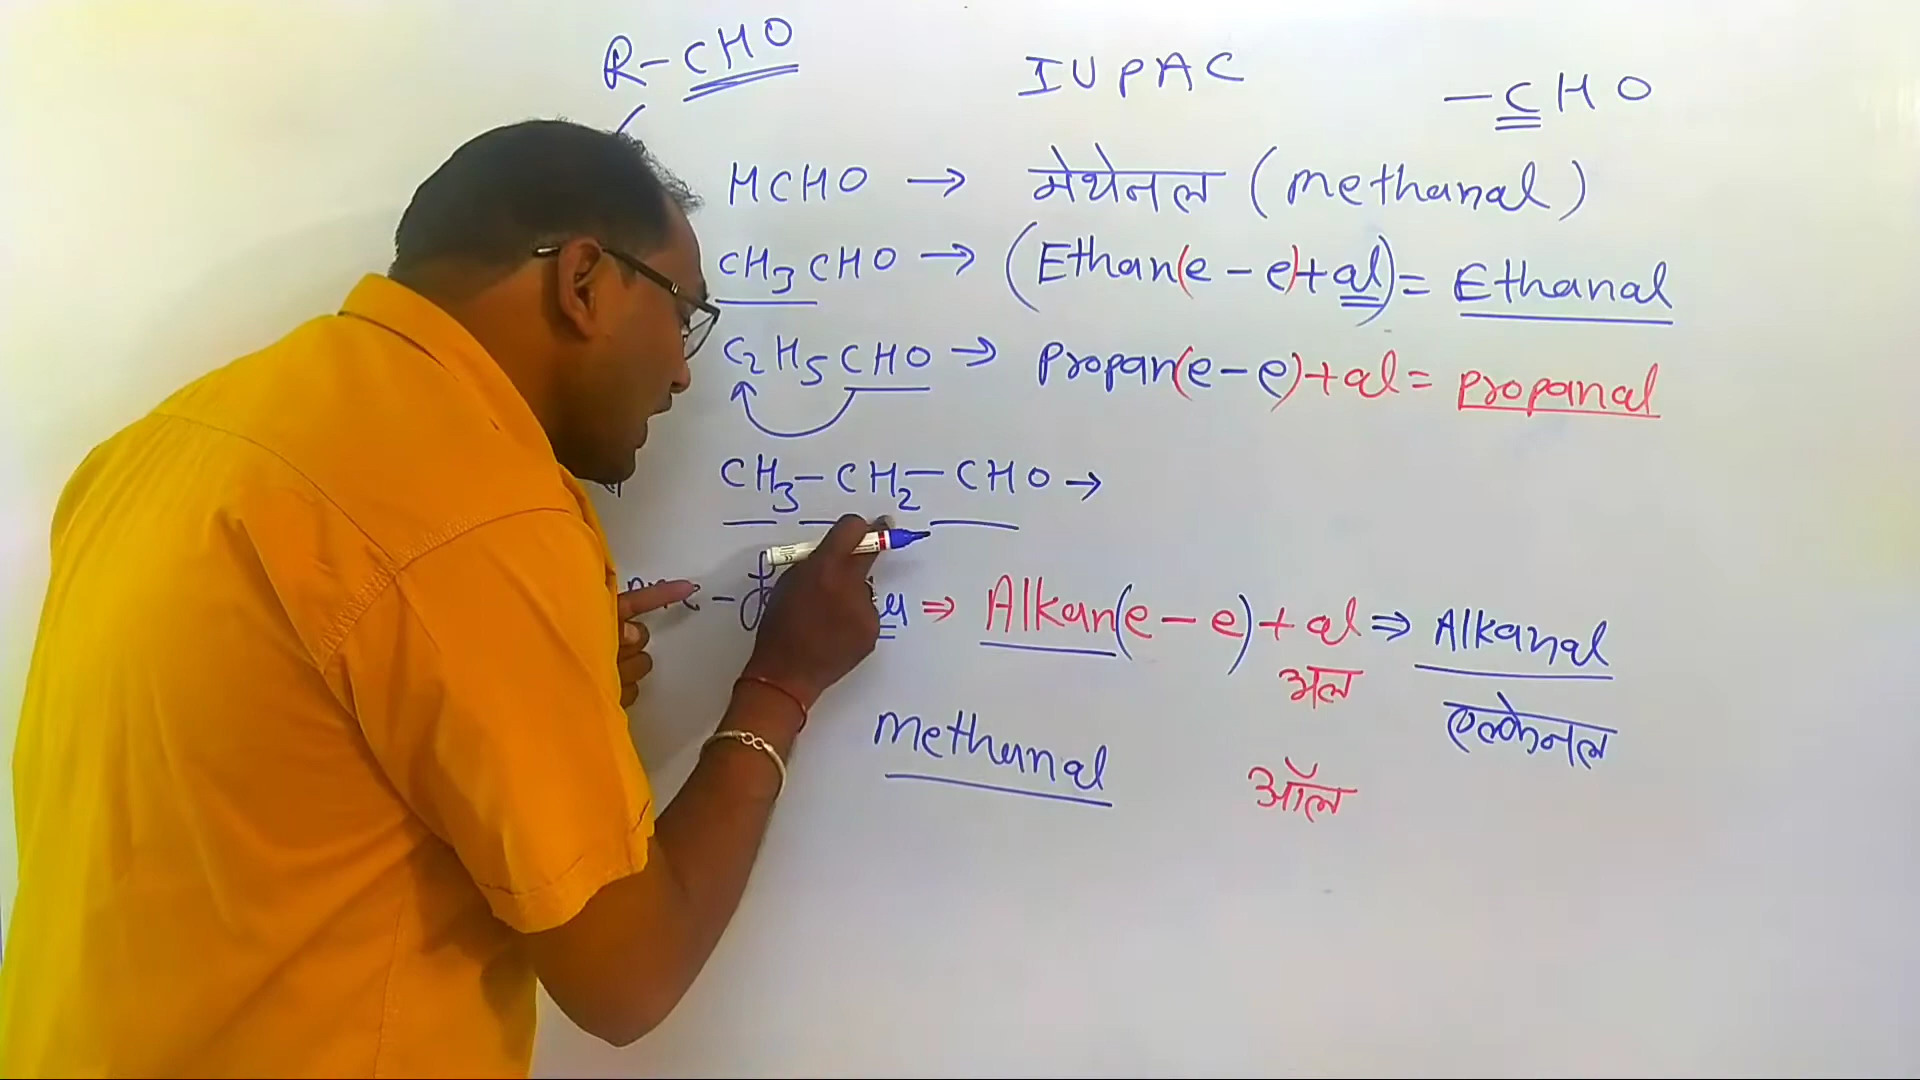 R-CHO IUPAC -CHO
HCHO → मेथेनल (methanal)
CH3CHO → (Ethan(e-e)+al) = Ethanal
C2H5CHO → propan(e-e)+al = propanal
CH3-CH2-CHO →
⇒ Alkan(e-e)+al ⇒ Alkanal
अल
एल्केनल
methanal
ऑल